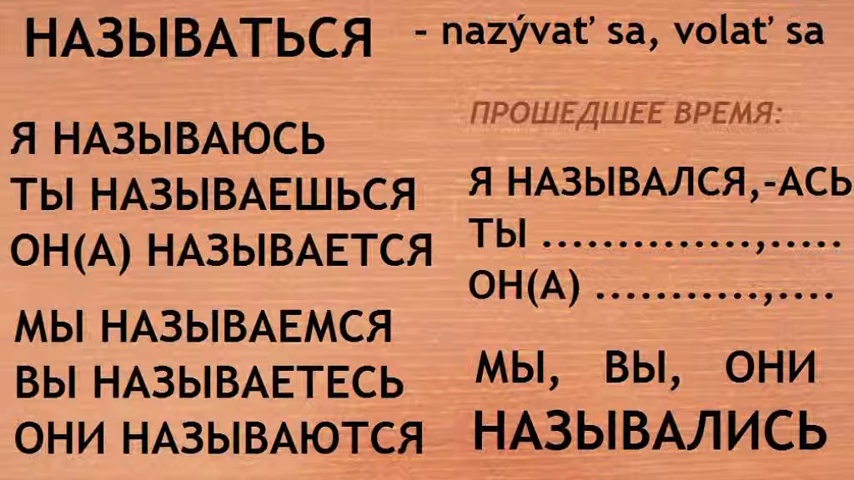 НАЗЫВАТЬСЯ - nazývať sa, volať sa
Я НАЗЫВАЮСЬ
ТЫ НАЗЫВАЕШЬСЯ
ОН(А) НАЗЫВАЕТСЯ
МЫ НАЗЫВАЕМСЯ
ВЫ НАЗЫВАЕТЕСЬ
ОНИ НАЗЫВАЮТСЯ
ПРОШЕДШЕЕ ВРЕМЯ:
Я НАЗЫВАЛСЯ,-АСЬ
ТЫ ...............,.....
ОН(А) ............,....
МЫ, ВЫ, ОНИ
НАЗЫВАЛИСЬ